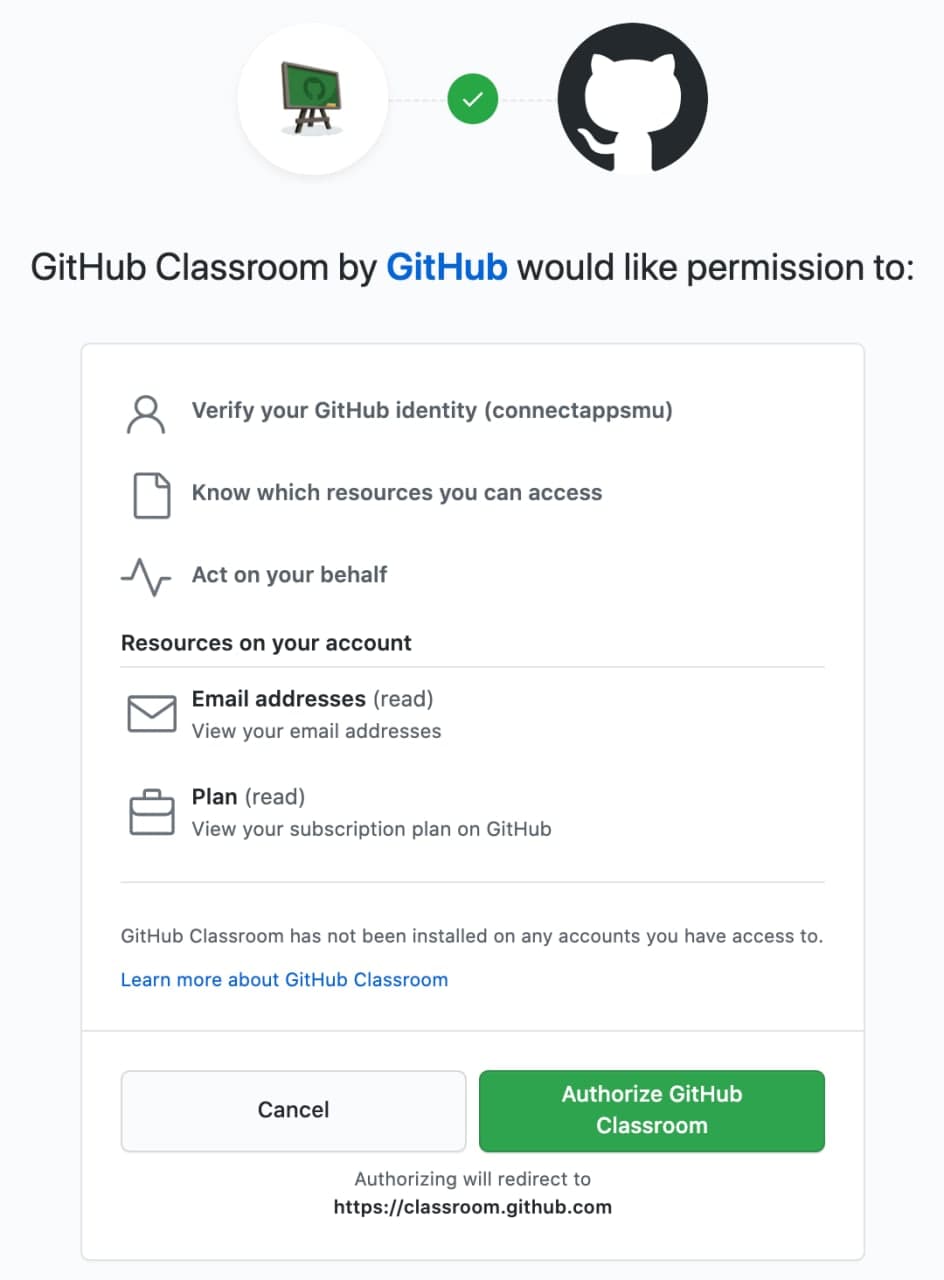 GitHub Classroom by GitHub would like permission to:
Verify your GitHub identity (connectappsmu)
Know which resources you can access
Act on your behalf
Resources on your account
Email addresses (read)
View your email addresses
Plan (read)
View your subscription plan on GitHub
GitHub Classroom has not been installed on any accounts you have access to.
Learn more about GitHub Classroom
Cancel
Authorize GitHub
Classroom
Authorizing will redirect to
https://classroom.github.com